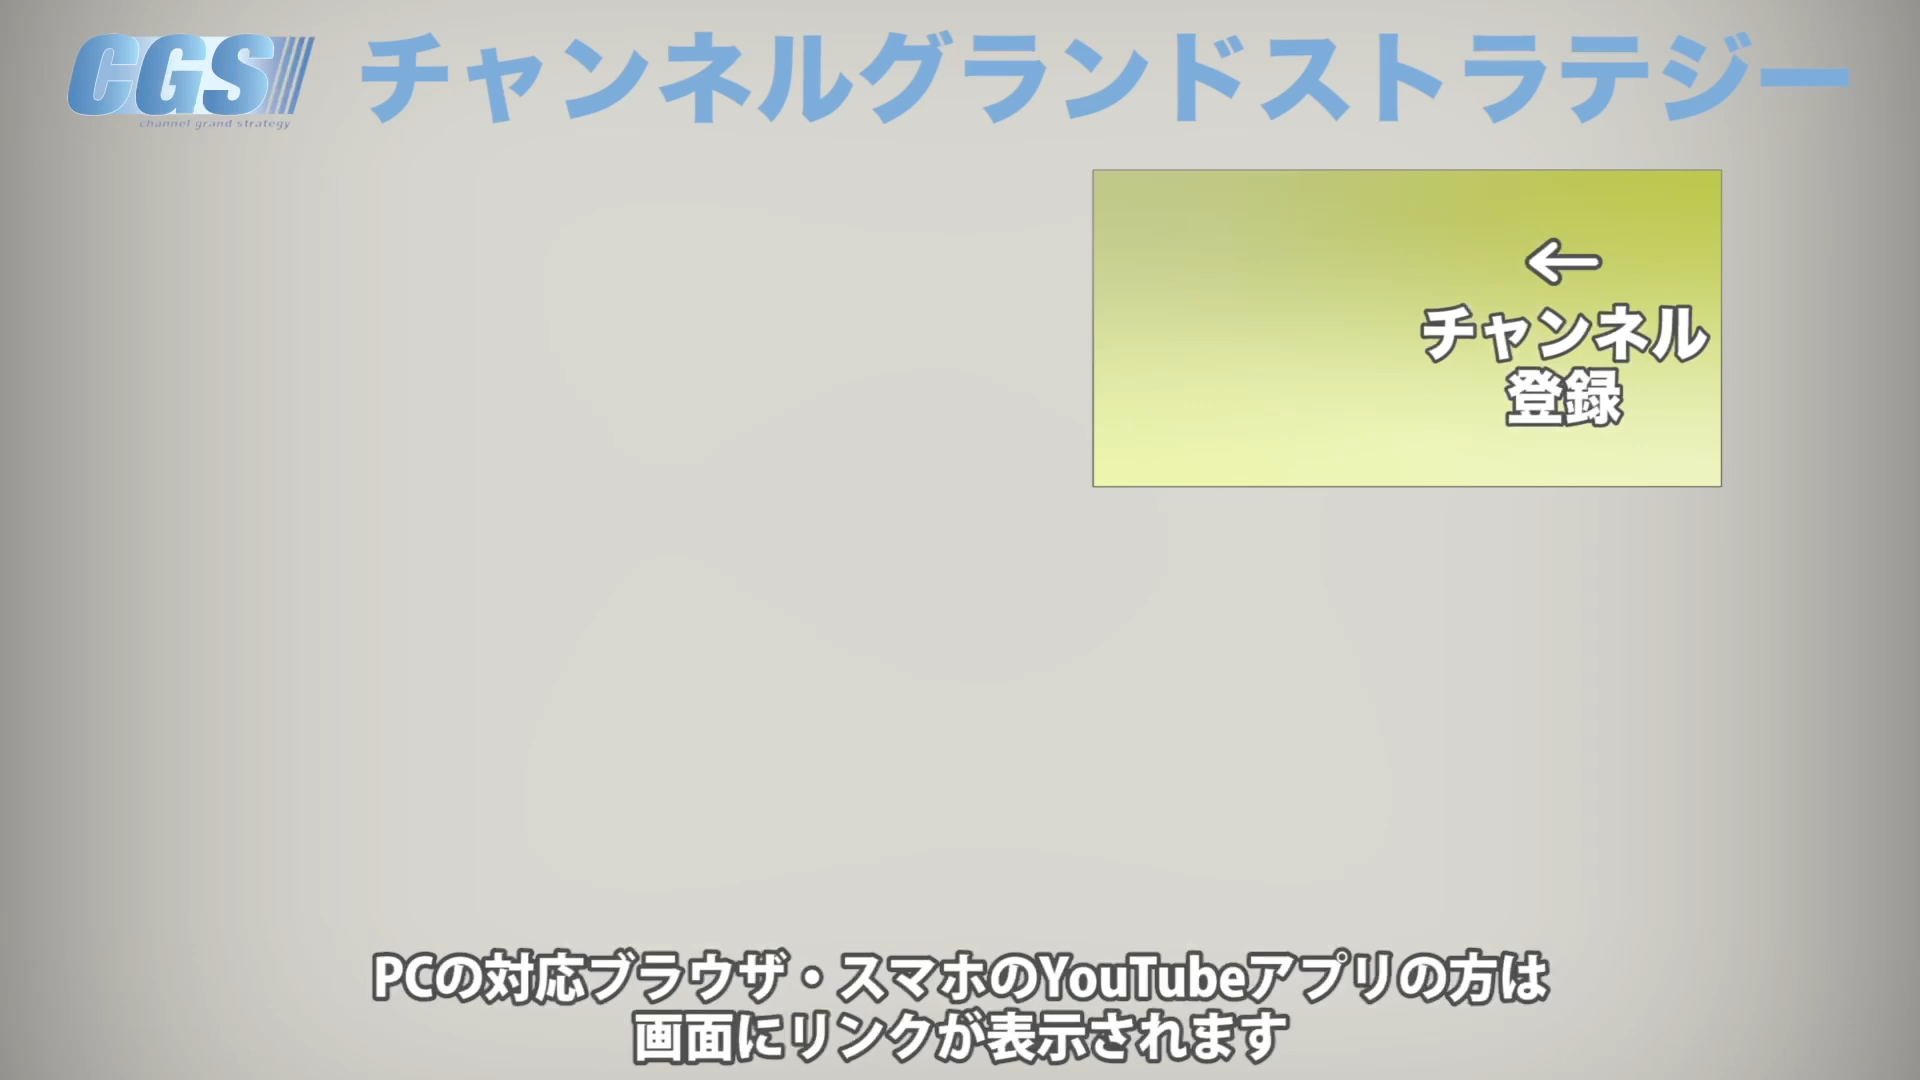 CGS
channel grand strategy
チャンネルグランドストラテジー
←
チャンネル
登録
PCの対応ブラウザ・スマホのYouTubeアプリの方は
画面にリンクが表示されます